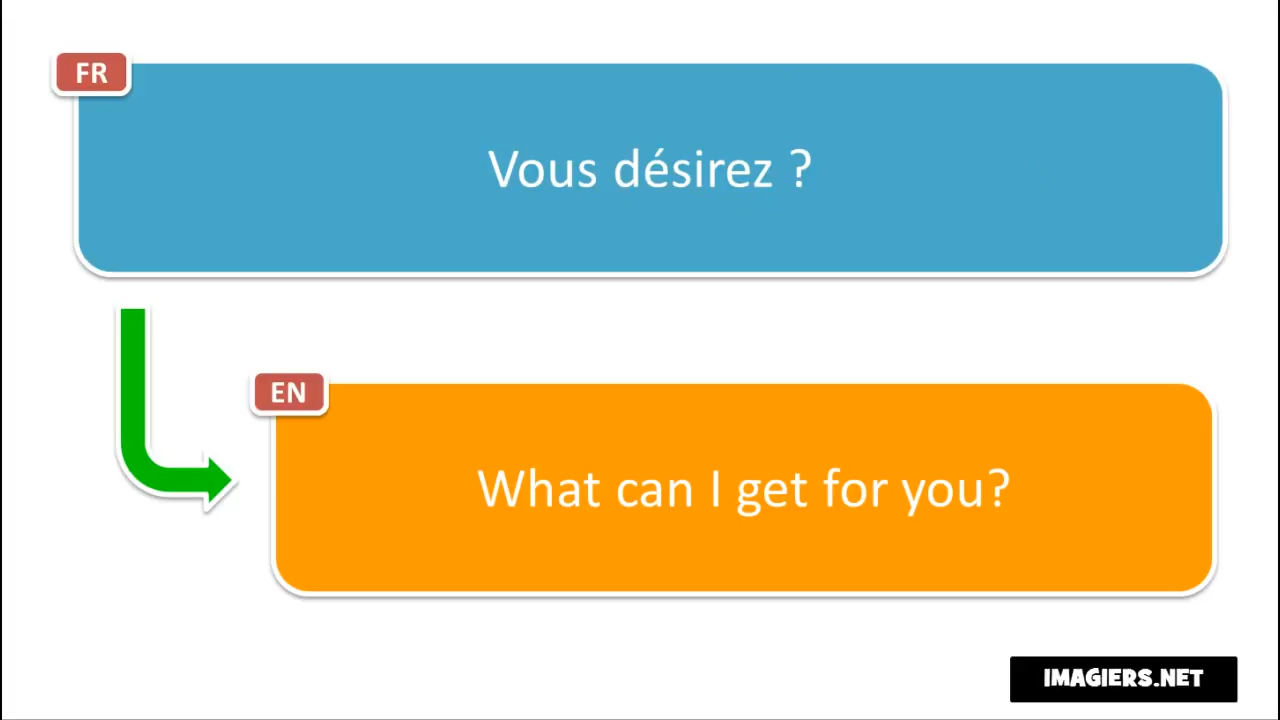 FR
Vous désirez ?
EN
What can I get for you?
IMAGIERS.NET